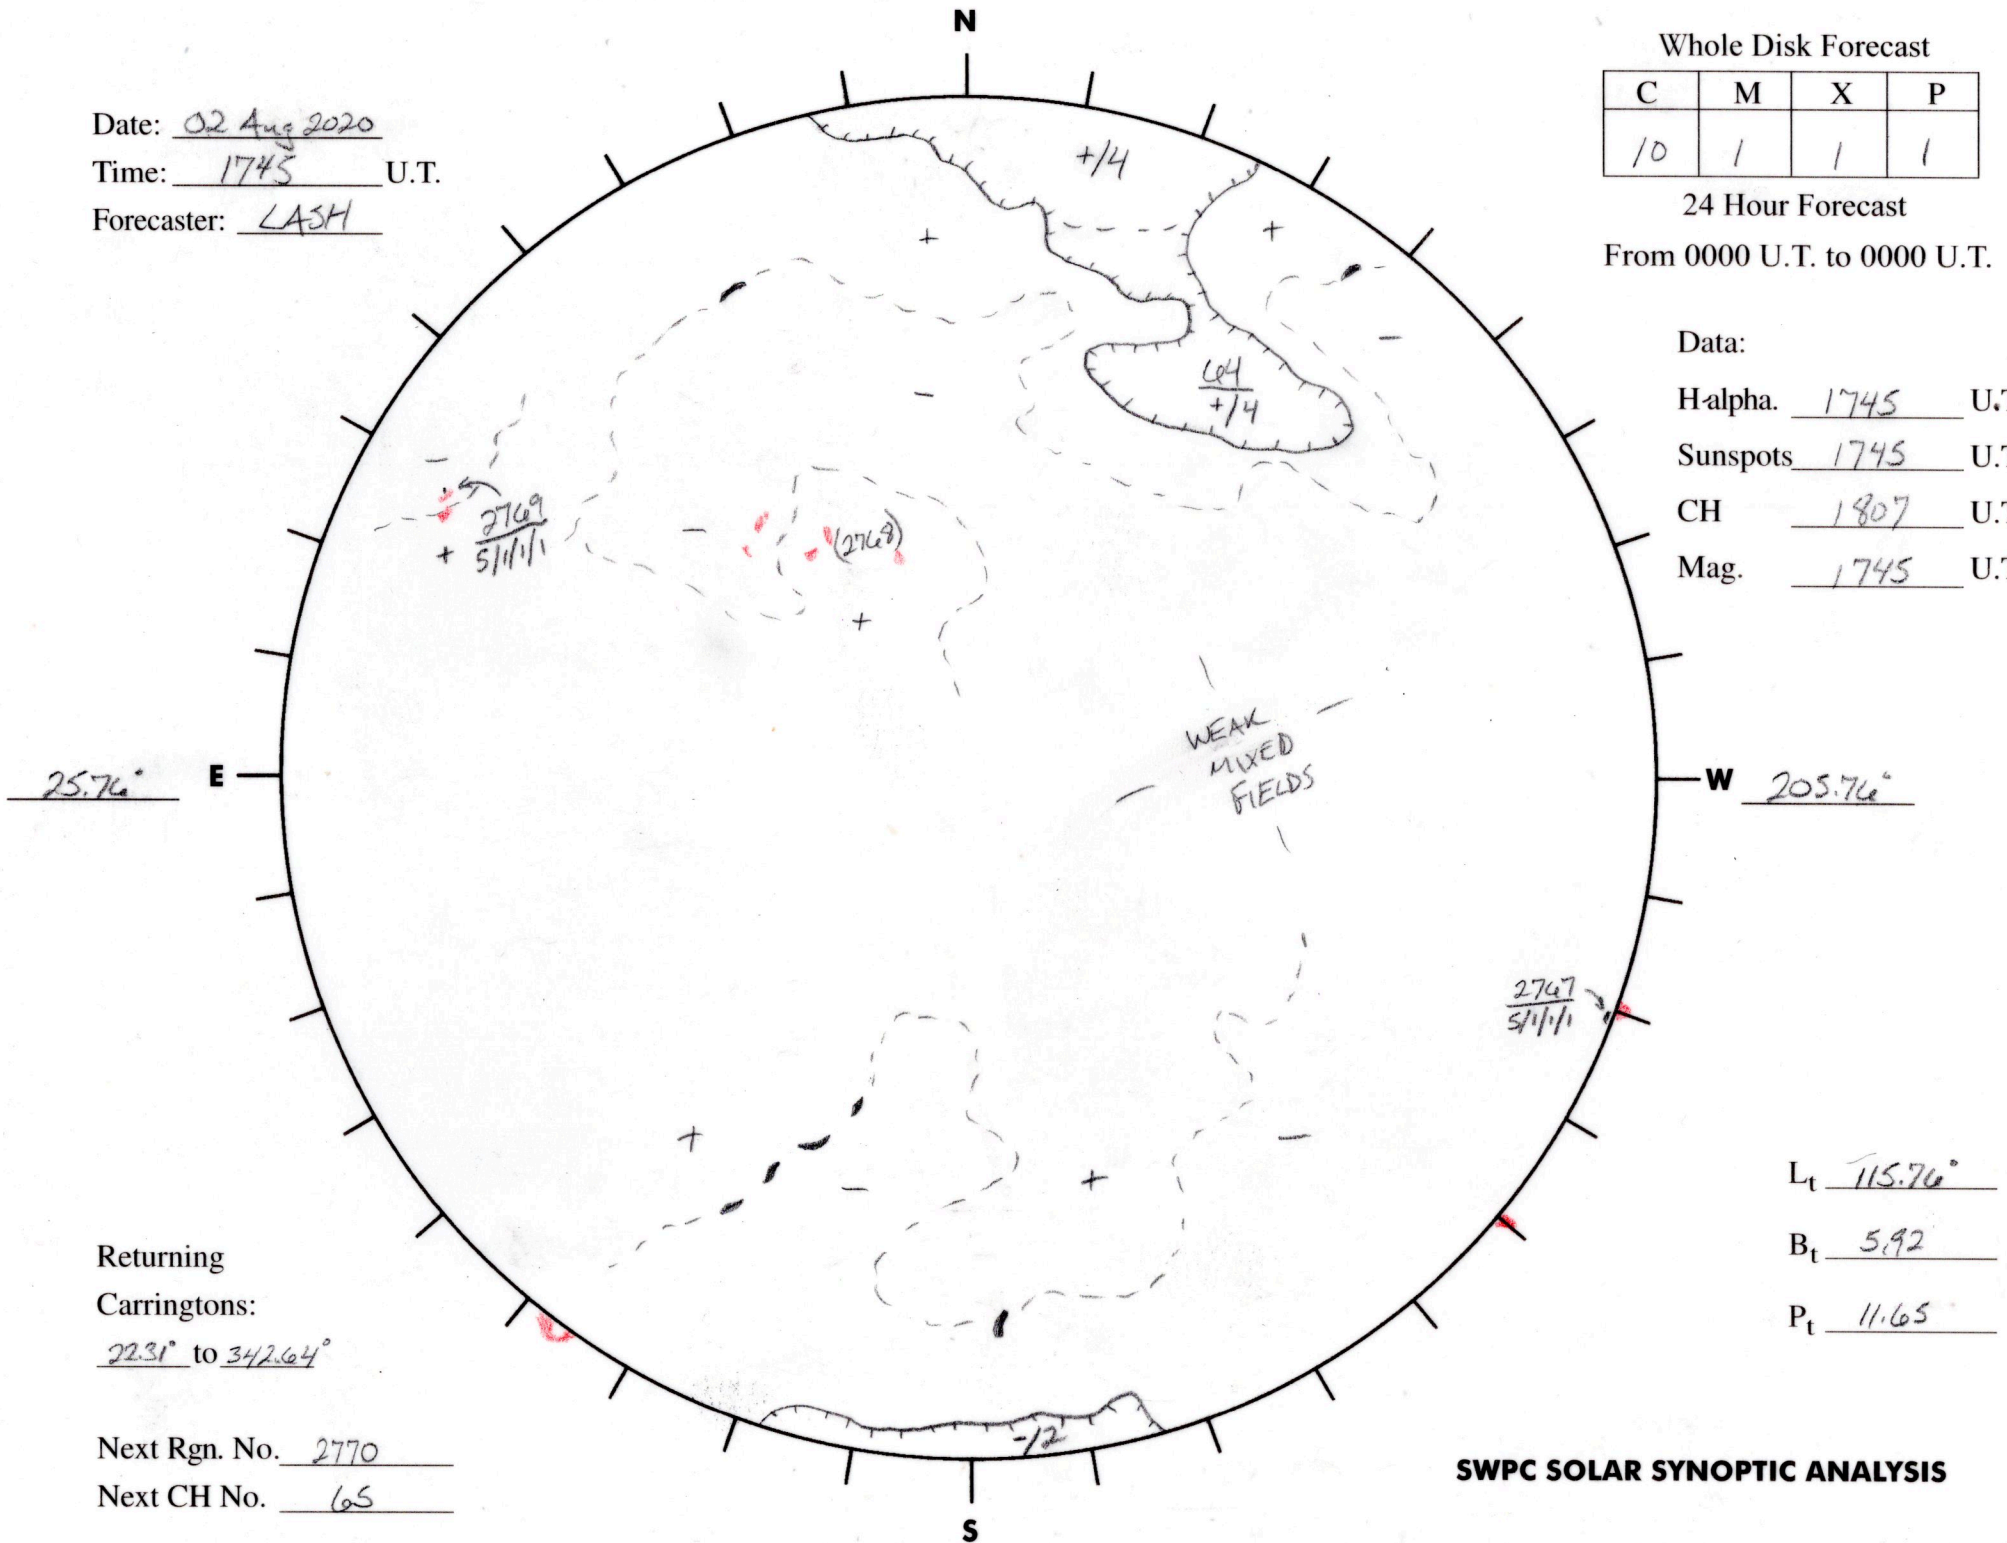 N
Date: 02 Aug 2020
Time: 1745 U.T.
Forecaster: LASH
Whole Disk Forecast
C M X P
10 1 1 1
24 Hour Forecast
From 0000 U.T. to 0000 U.T.
Data:
H-alpha. 1745 U.T
Sunspots 1745 U.T
CH 1807 U.T
Mag. 1745 U.T
+/4
+
+
-
-
64
+/4
-
2769
5/1/1/1
+
-
(2768)
+
WEAK
MIXED
FIELDS
25.76° E
W 205.76°
2767
5/1/1/1
+
-
-
+
Lt 115.76°
Bt 5.92
Pt 11.65
Returning
Carringtons:
22.31° to 342.64°
-/2
Next Rgn. No. 2770
Next CH No. 65
SWPC SOLAR SYNOPTIC ANALYSIS
S